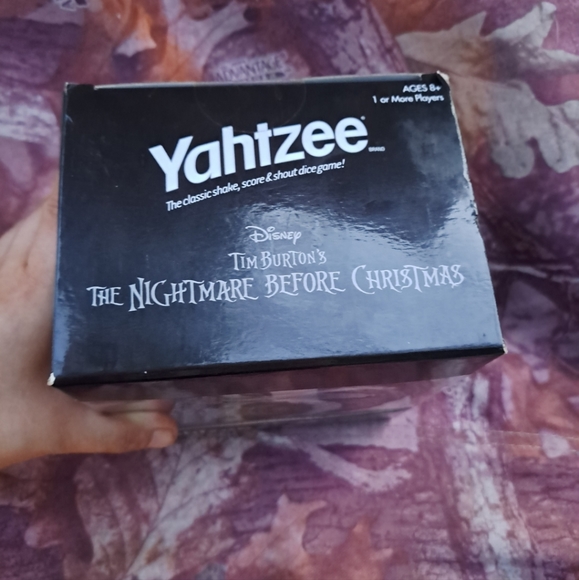 ADVANTAGE
AGES 8+
1 or More Players
Yahtzee® BRAND
The classic shake, score & shout dice game!
Disney
Tim Burton's
The Nightmare Before Christmas